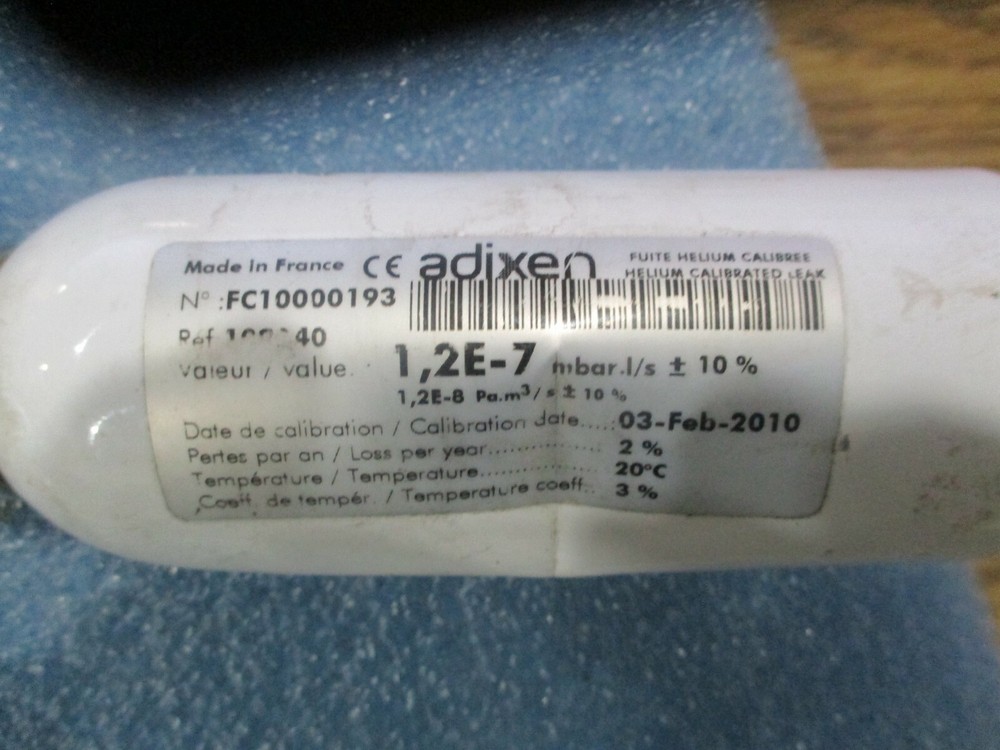 Made In France CE adixen FUITE HELIUM CALIBREE
HELIUM CALIBRATED LEAK
N° :FC10000193
Ref
valeur / value. 1,2E-7 mbar.l/s ± 10 %
1,2E-8 Pa.m³/s ± 10 %
Date de calibration / Calibration date....:03-Feb-2010
Pertes par an / Loss per year.............. 2 %
Température / Temperature.............. 20°C
Coeff. de tempér. / Temperature coeff.. 3 %